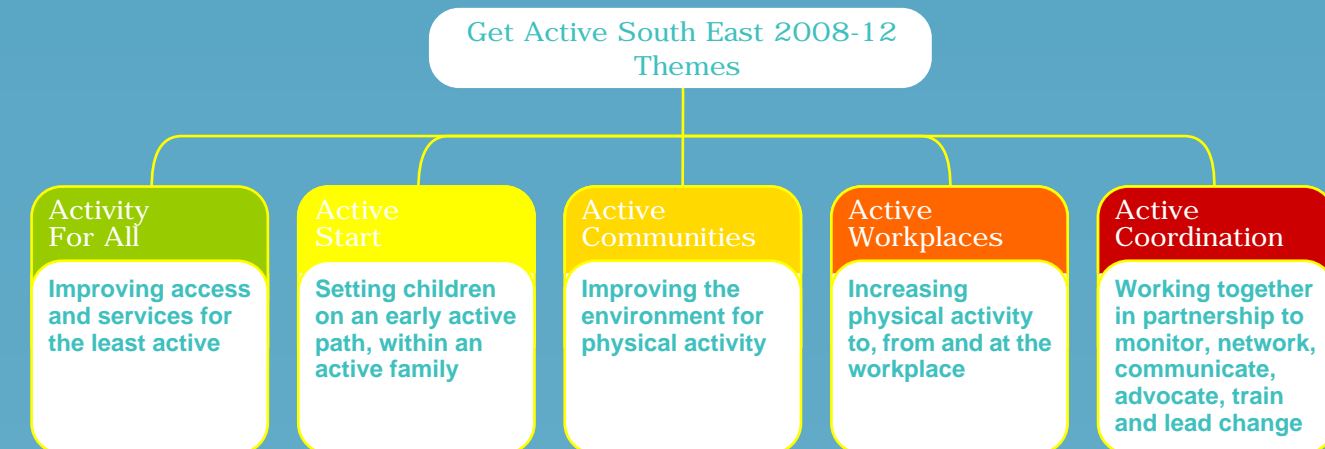 Get Active South East 2008-12
Themes
Activity
For All
Improving access
and services for
the least active
Active
Start
Setting children
on an early active
path, within an
active family
Active
Communities
Improving the
environment for
physical activity
Active
Workplaces
Increasing
physical activity
to, from and at the
workplace
Active
Coordination
Working together
in partnership to
monitor, network,
communicate,
advocate, train
and lead change